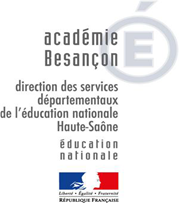 académie
Besançon
direction des services
départementaux
de l'éducation nationale
Haute-Saône
éducation
nationale
Liberté • Égalité • Fraternité
RÉPUBLIQUE FRANÇAISE